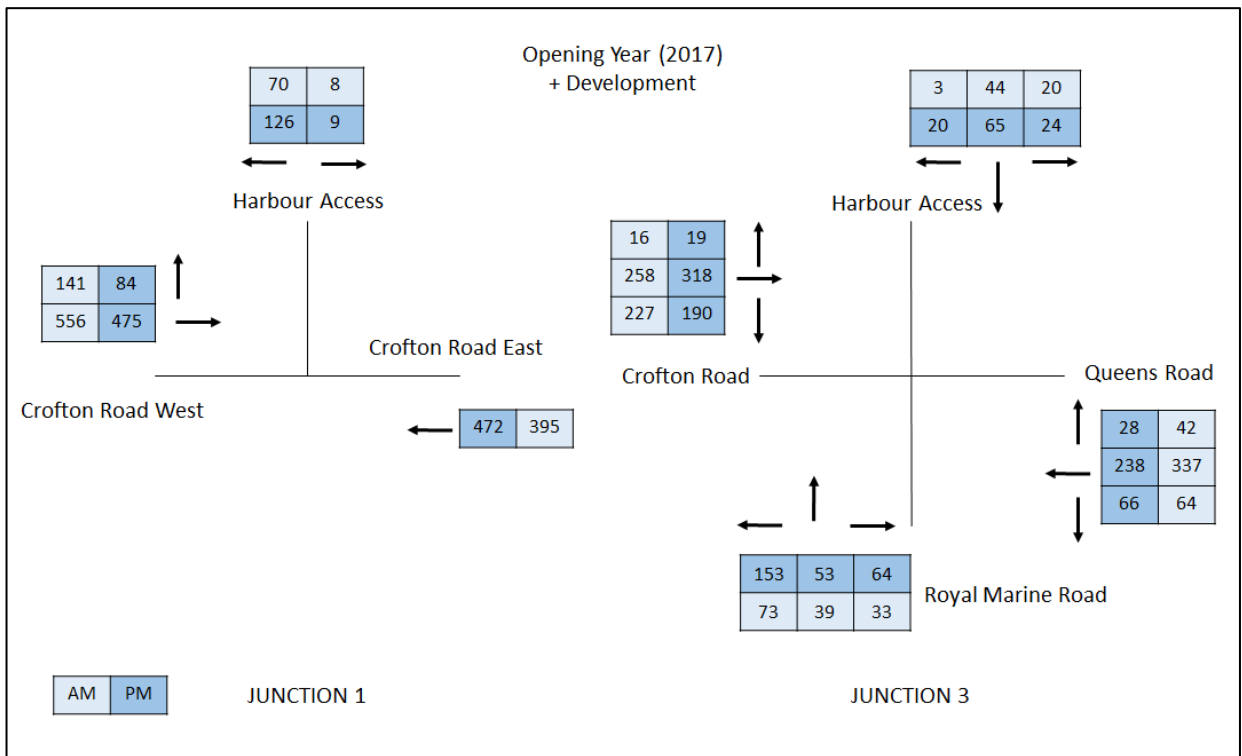 Opening Year (2017)
+ Development
70 8
126 9
Harbour Access
141 84
556 475
Crofton Road East
Crofton Road West
472 395
3 44 20
20 65 24
Harbour Access
16 19
258 318
227 190
Crofton Road
Queens Road
28 42
238 337
66 64
153 53 64
73 39 33
Royal Marine Road
AM PM
JUNCTION 1
JUNCTION 3